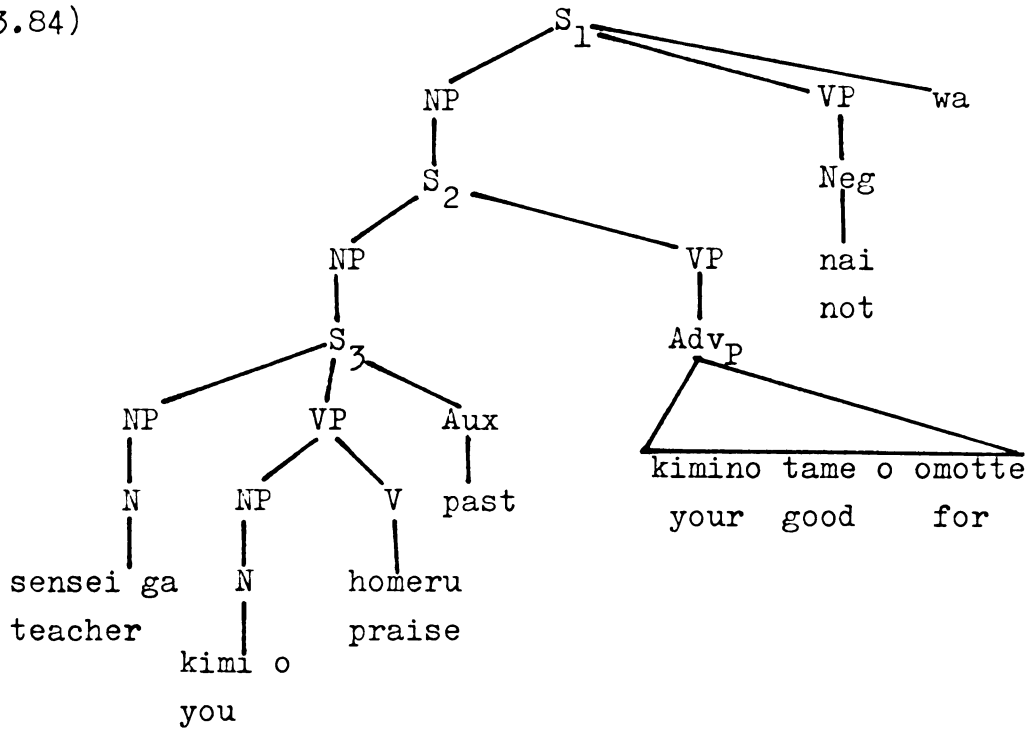 3.84)
S1
NP VP wa
S2 Neg
NP VP nai
not
S3 AdvP
NP VP Aux
kimino tame o omotte
N NP V past
your good for
sensei ga N homeru
teacher praise
kimi o
you